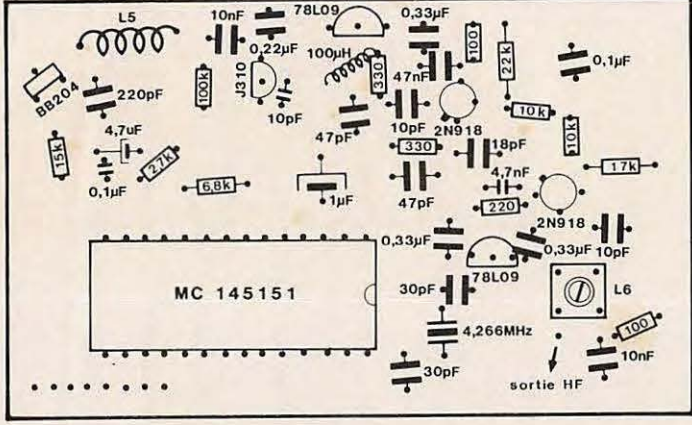 L5
10nF
0,22µF
78L09
0,33µF
100
22k
0,1µF
BB204
220pF
100k
J310
10pF
100µH
330
47nF
10pF
2N918
10k
10k
15k
4,7uF
0,1µF
2,7k
6,8k
47pF
330
18pF
47pF
4,7nF
220
17k
1µF
2N918
0,33µF
0,33µF
10pF
78L09
MC 145151
30pF
L6
4,266MHz
100
10nF
30pF
sortie HF